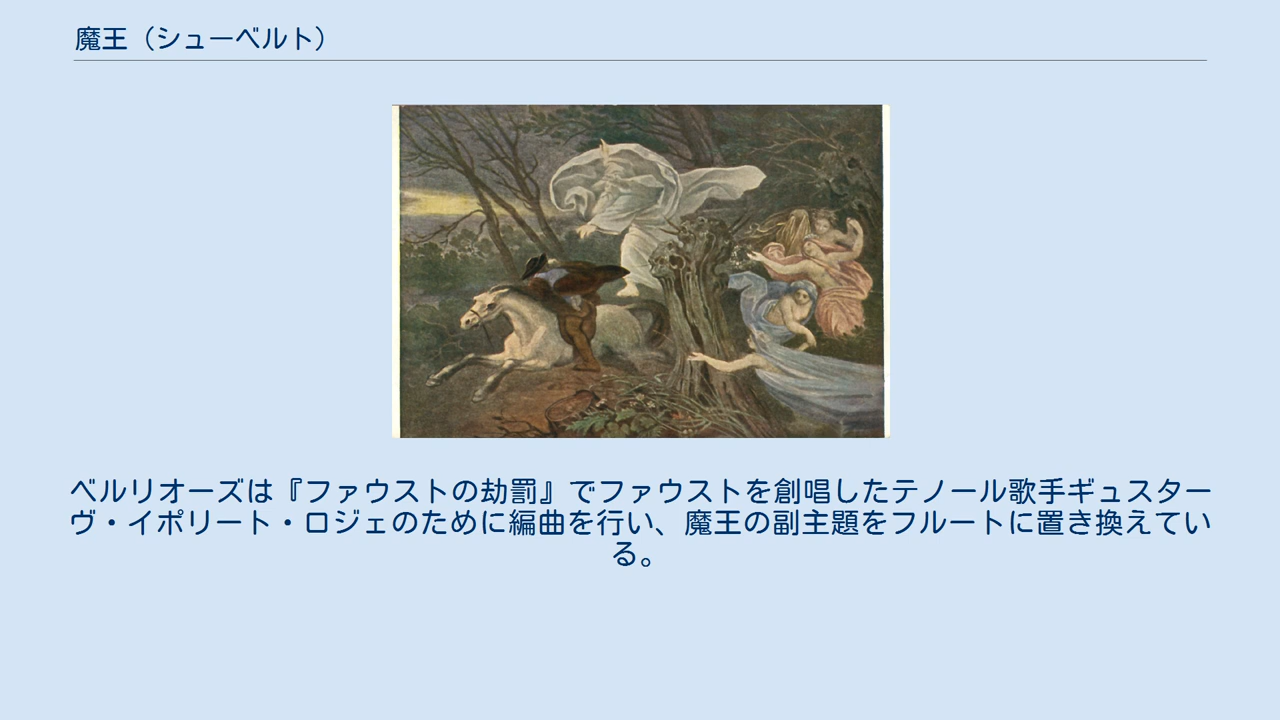 魔王（シューベルト）
ベルリオーズは『ファウストの劫罰』でファウストを創唱したテノール歌手ギュスター
ヴ・イポリート・ロジェのために編曲を行い、魔王の副主題をフルートに置き換えてい
る。